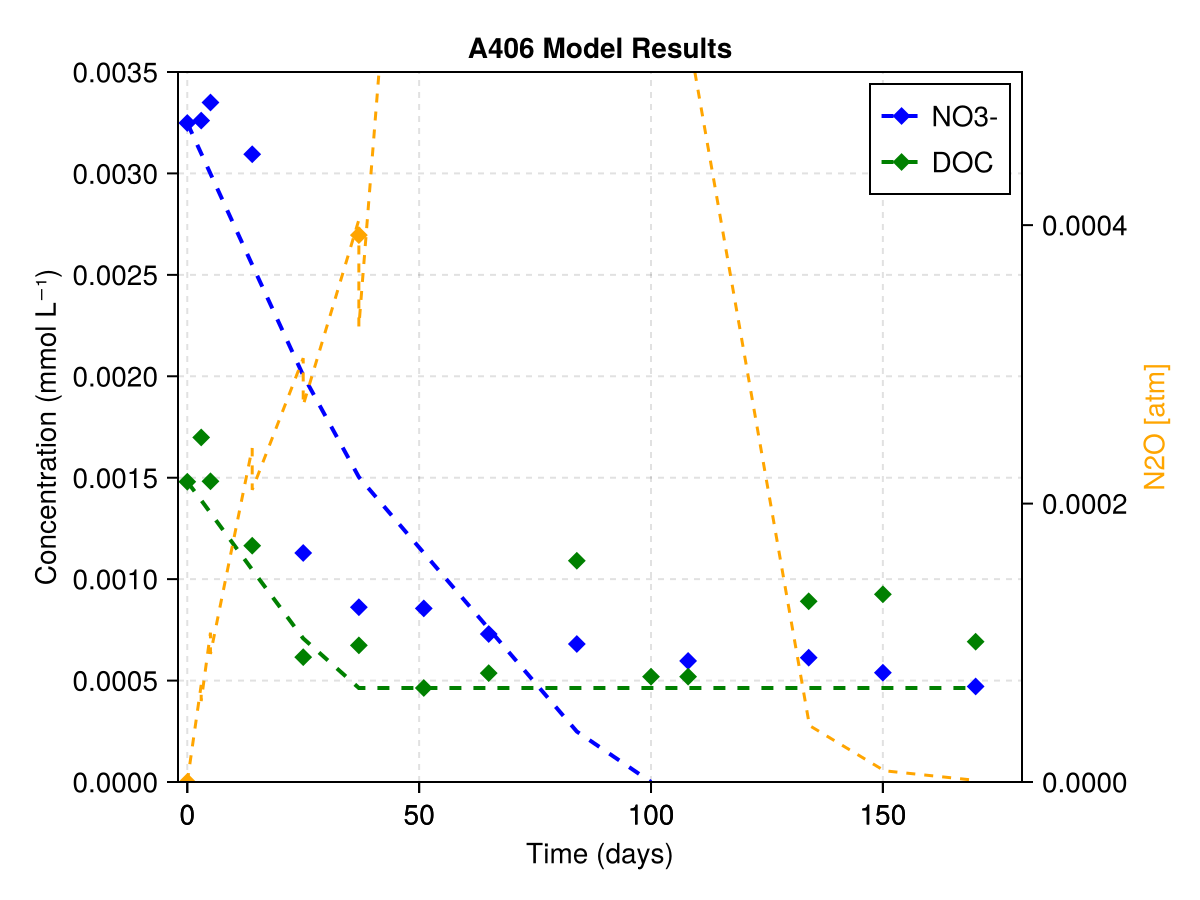 A406 Model Results
0.0035
0.0030
0.0025
0.0020
0.0015
0.0010
0.0005
0.0000
Concentration (mmol L⁻¹)
NO3-
DOC
0.0004
0.0002
0.0000
N2O [atm]
0
50
100
150
Time (days)